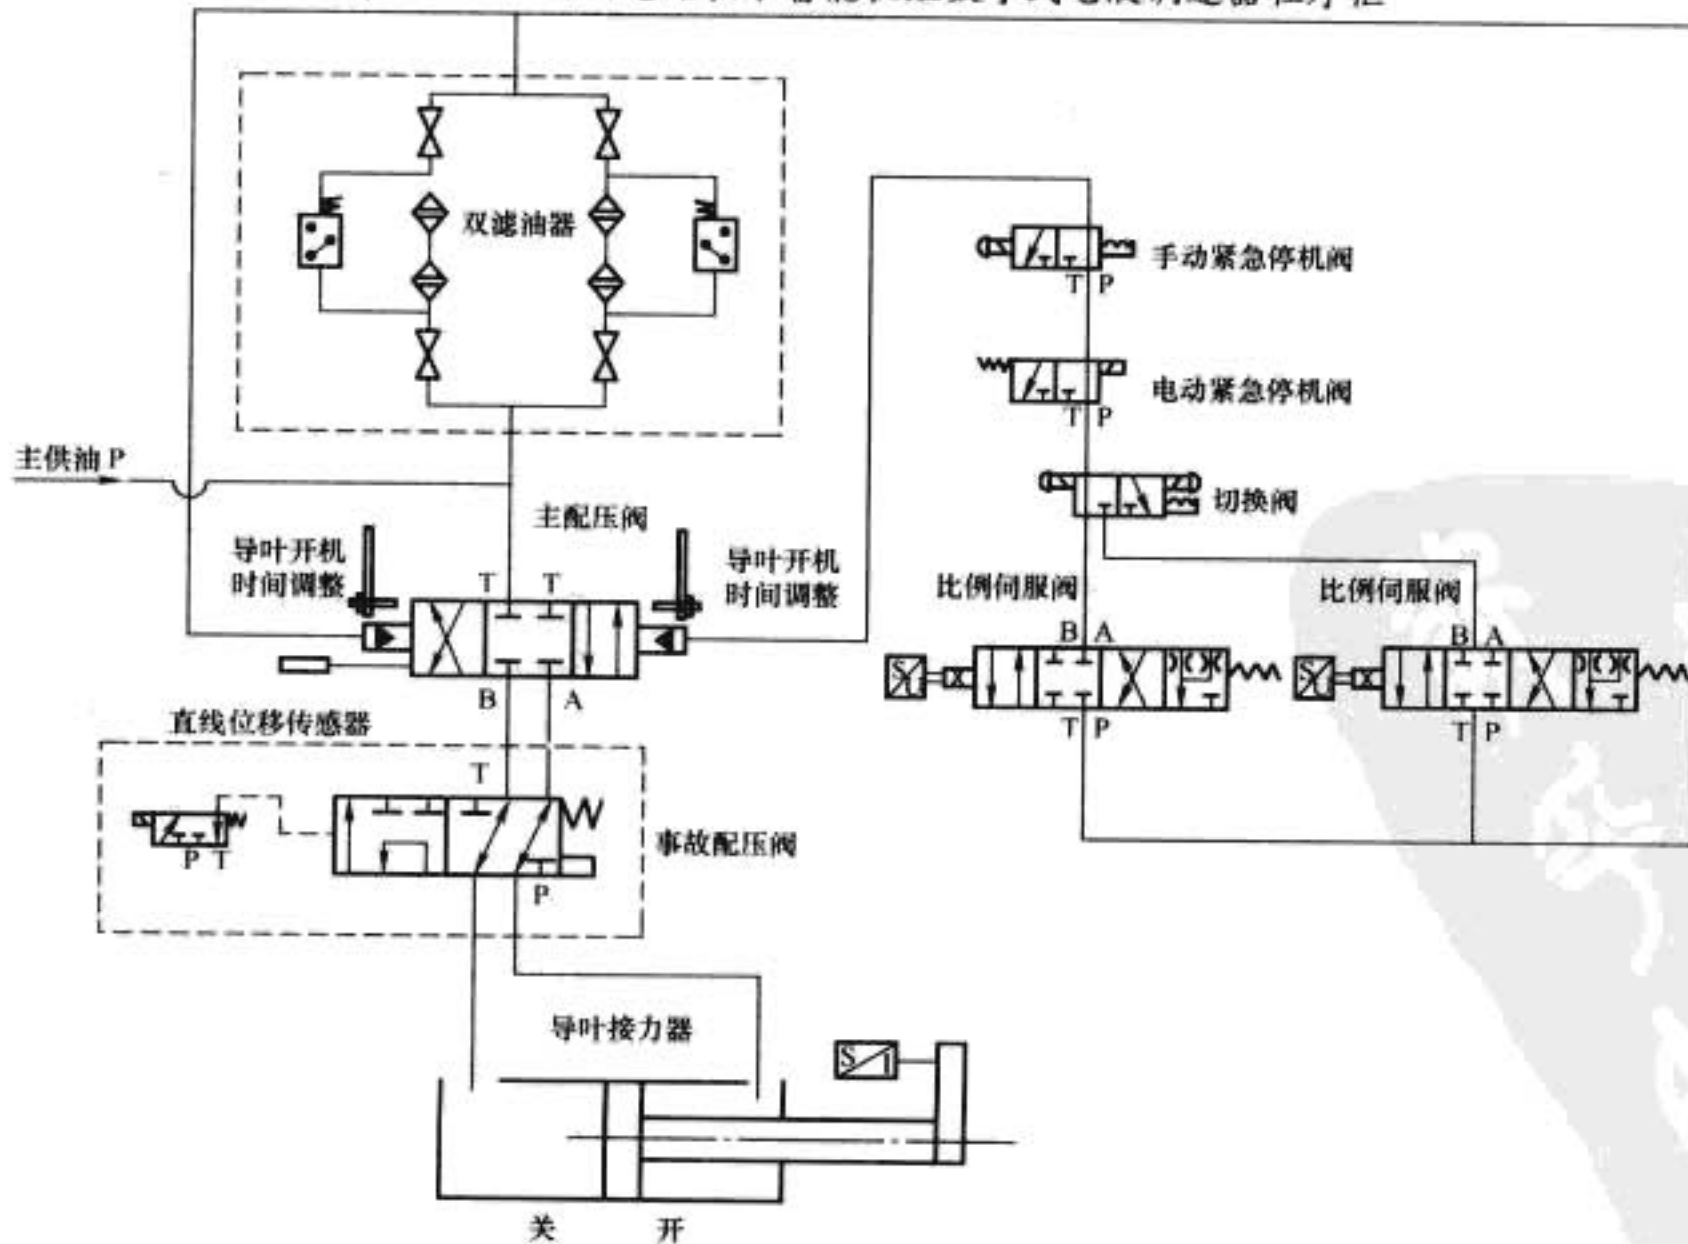 双滤油器
手动紧急停机阀
T P
电动紧急停机阀
T P
主供油 P
切换阀
主配压阀
导叶开机
时间调整
导叶开机
时间调整
T T
比例伺服阀
比例伺服阀
B A
B A
S
S
B A
T P
T P
直线位移传感器
T
P T
事故配压阀
P
导叶接力器
S
关 开